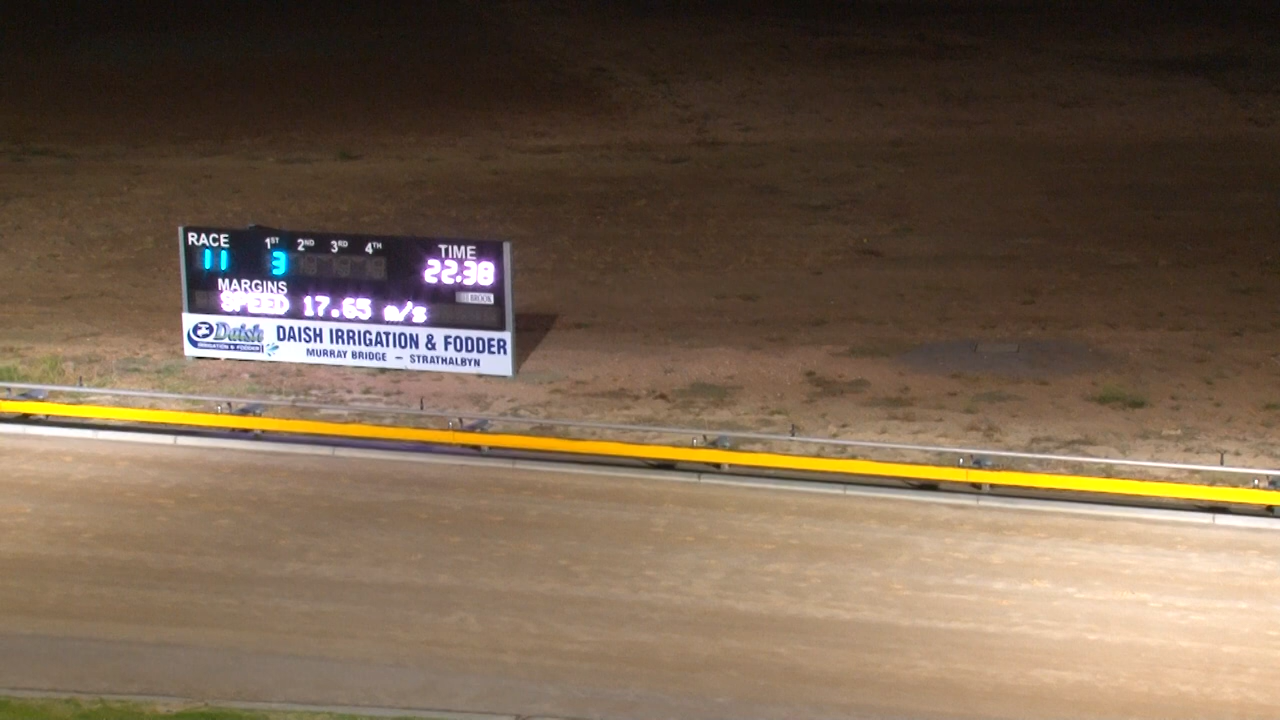 RACE 1ST 2ND 3RD 4TH TIME
11 3 22.38
MARGINS
BROOK
SPEED 17.65 m/s
Daish DAISH IRRIGATION & FODDER
IRRIGATION & FODDER MURRAY BRIDGE – STRATHALBYN